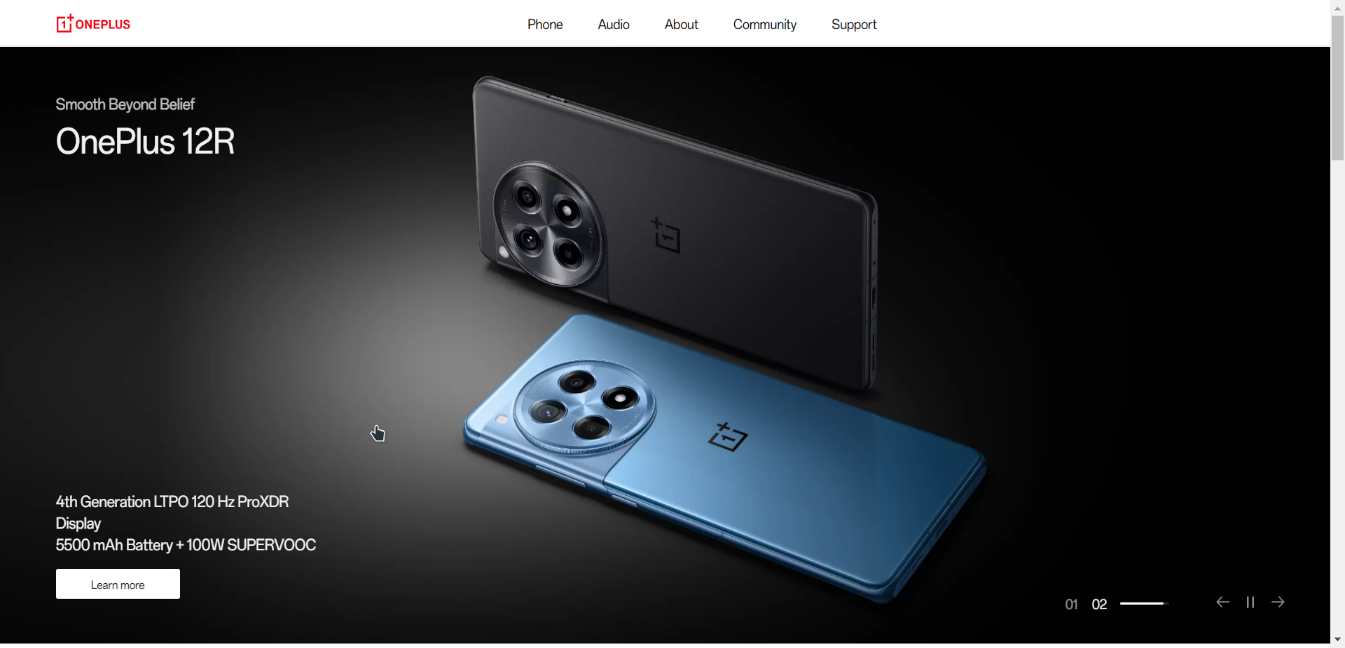 ONEPLUS
Phone Audio About Community Support
Smooth Beyond Belief
OnePlus 12R
4th Generation LTPO 120 Hz ProXDR
Display
5500 mAh Battery + 100W SUPERVOOC
Learn more
01 02